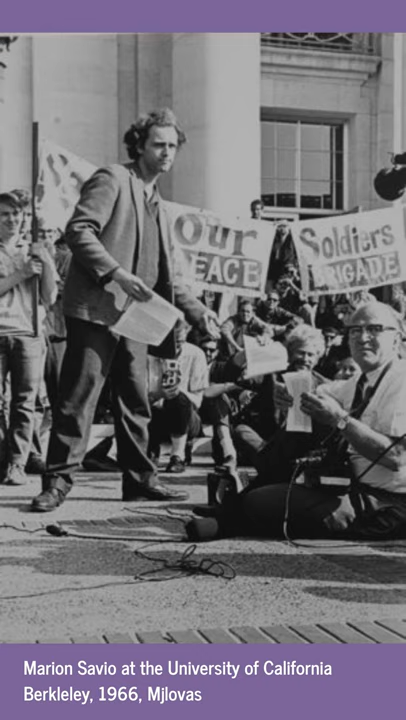 Our
PEACE
Soldiers
BRIGADE
Marion Savio at the University of California
Berkleley, 1966, Mjlovas